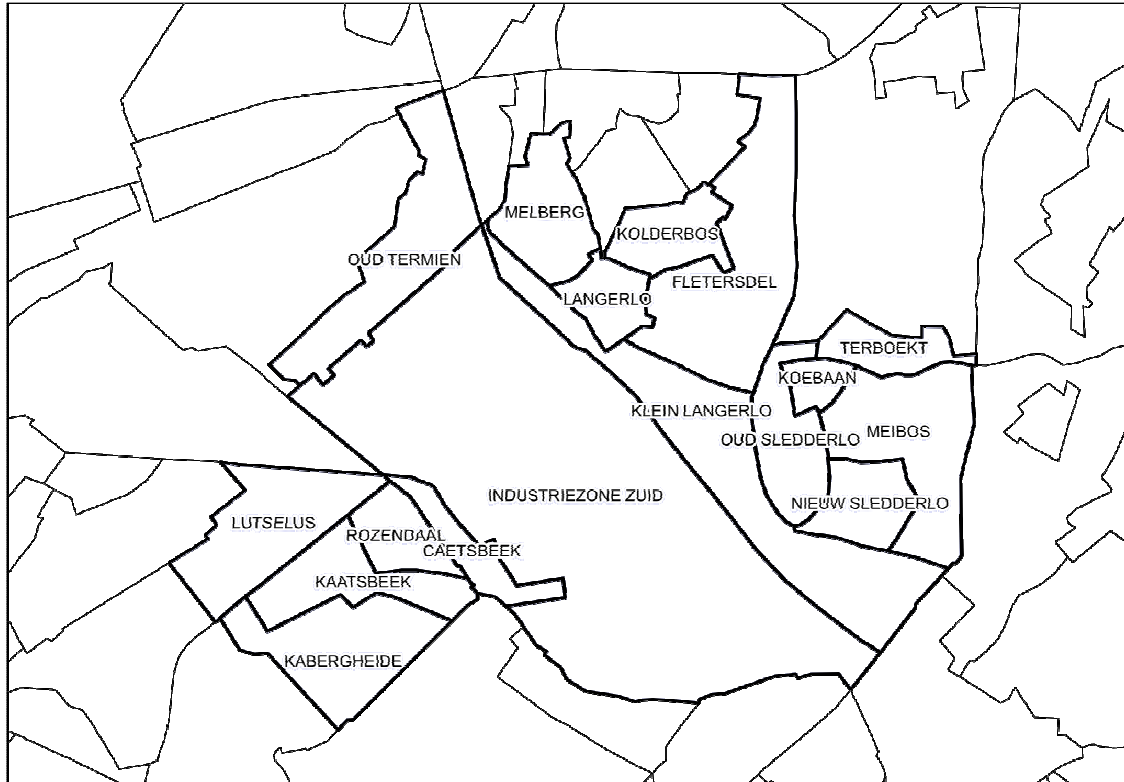 MELBERG
KOLDERBOS
OUD TERMIEN
FLETERSDEL
LANGERLO
TERBOEKT
KOEBAAN
KLEIN LANGERLO
MEIBOS
OUD SLEDDERLO
INDUSTRIEZONE ZUID
NIEUW SLEDDERLO
LUTSELUS
ROZENDAAL
CAETSBEEK
KAATSBEEK
KABERGHEIDE